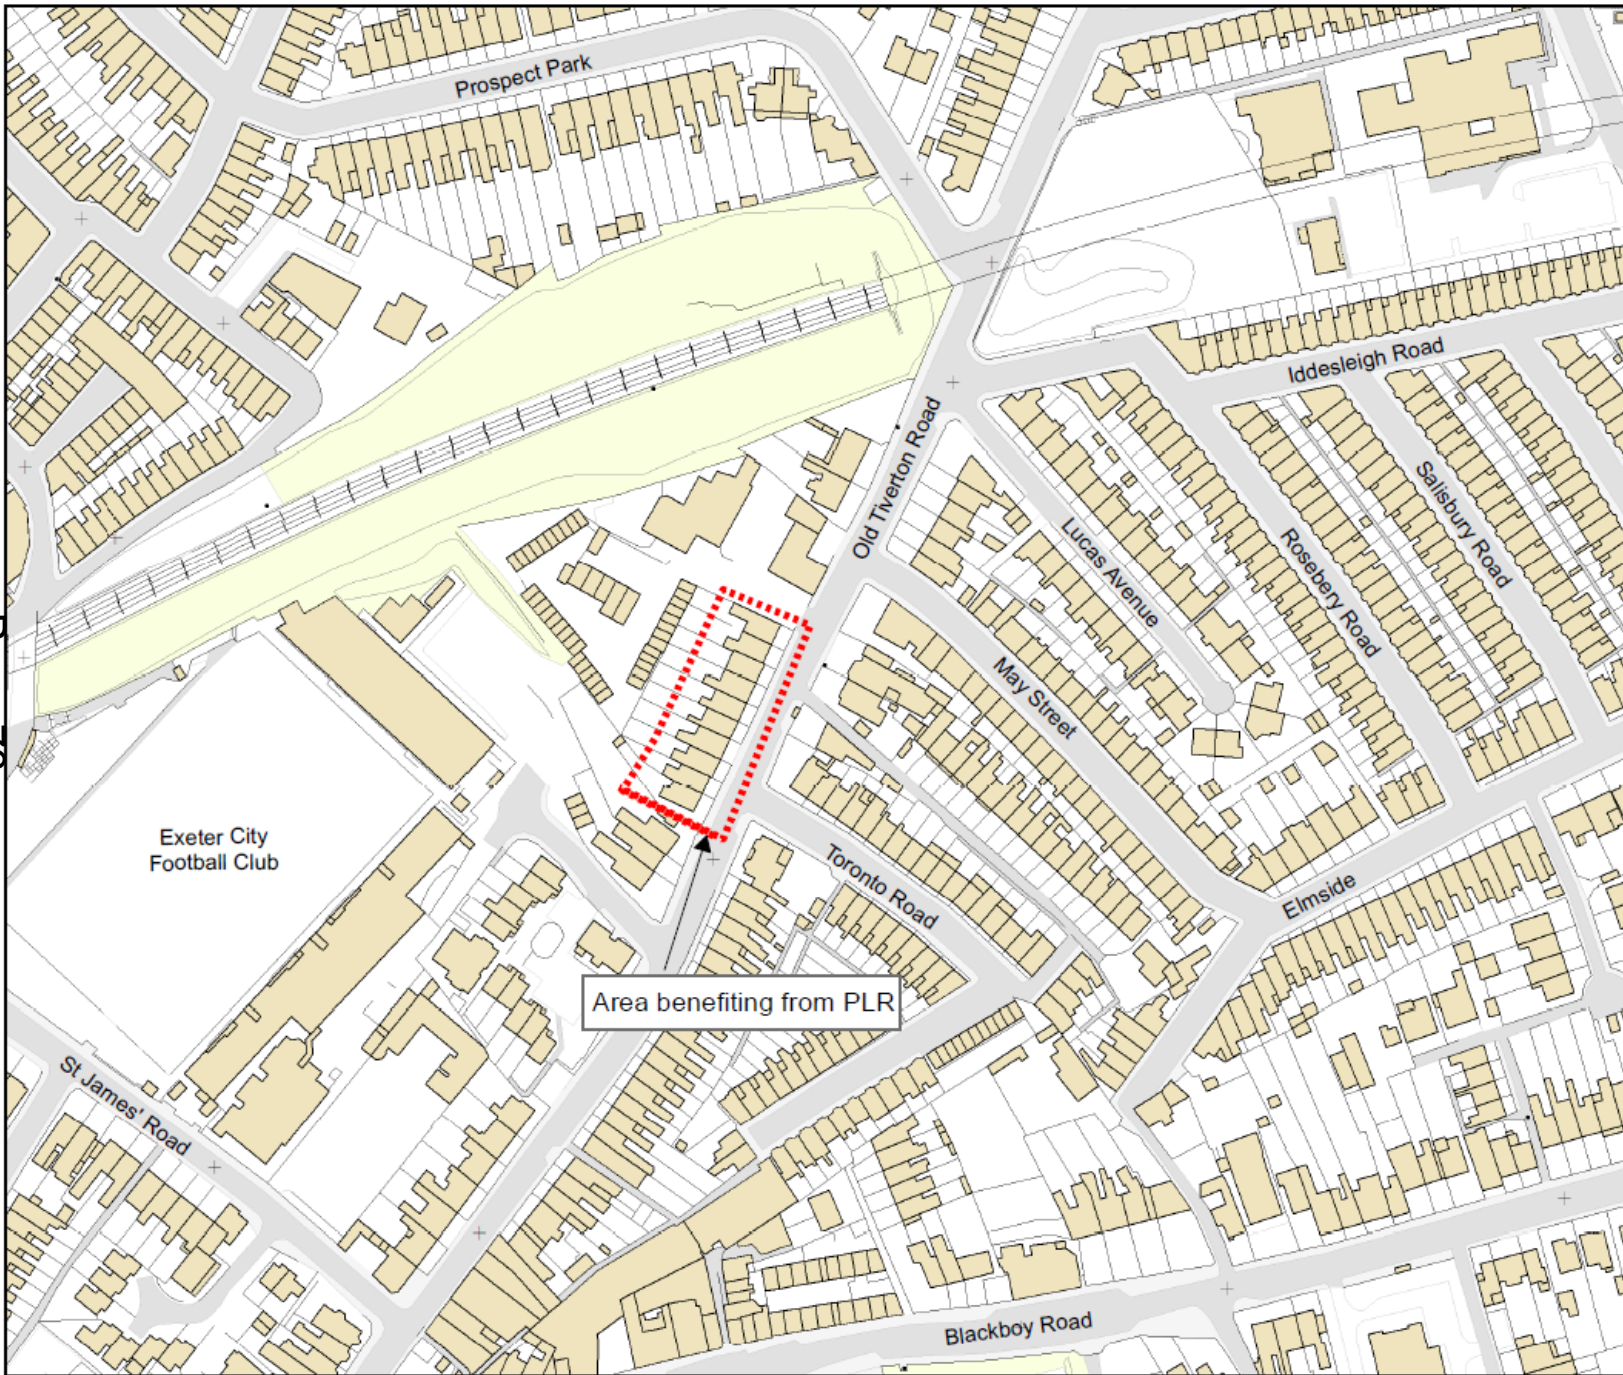 Prospect Park
Iddesleigh Road
Old Tiverton Road
Salisbury Road
Lucas Avenue
Rosebery Road
May Street
Exeter City
Football Club
Toronto Road
Elmside
Area benefiting from PLR
St James' Road
Blackboy Road